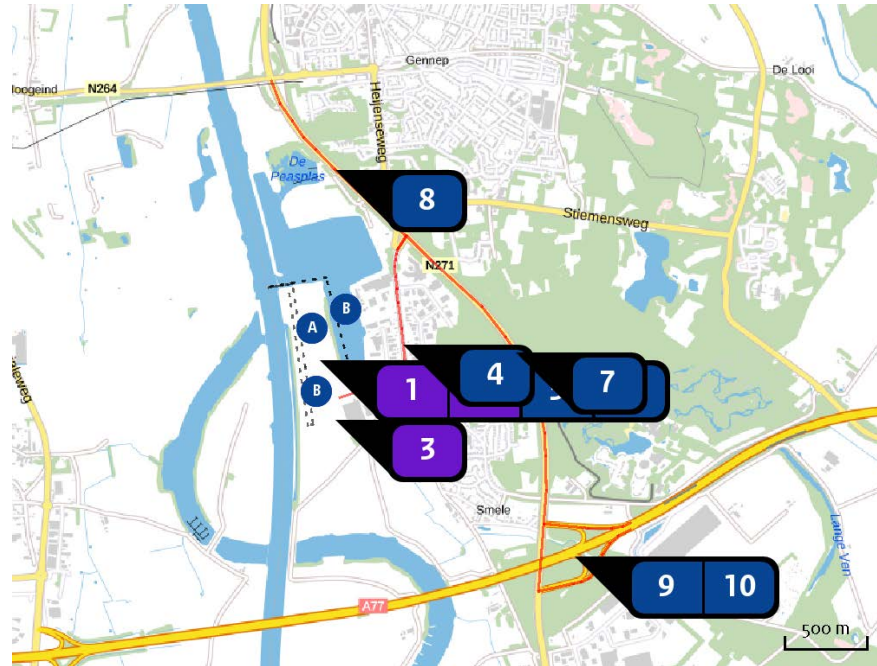 Gennep
De Looi
N264
Heijenseweg
De
Paesplas
8
Stiemensweg
N271
B
A
1
4
7
B
3
Smele
Lange Ven
9
10
A77
500 m